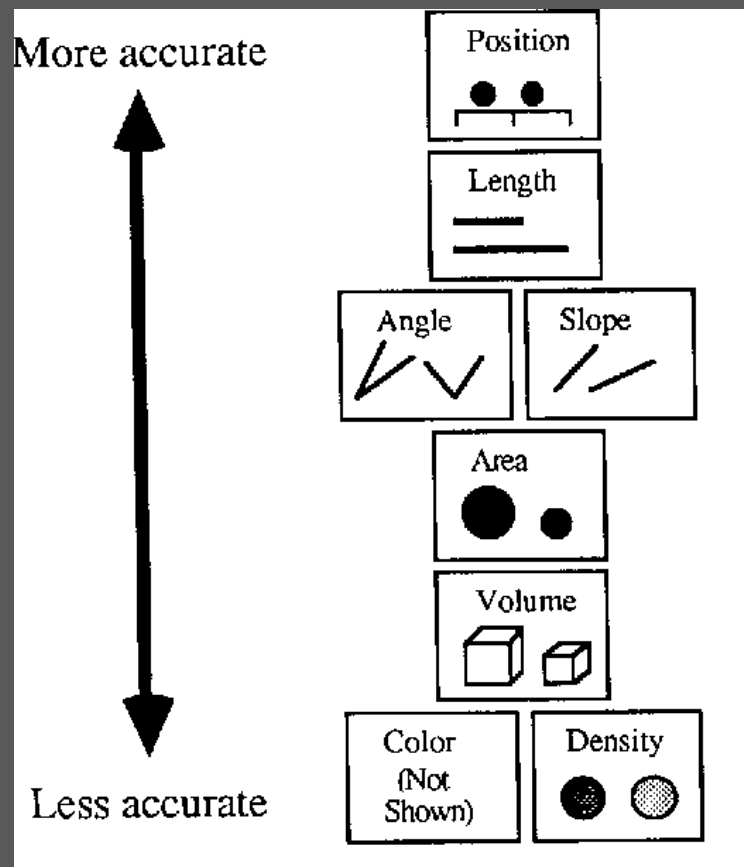 More accurate
Position
Length
Angle
Slope
Area
Volume
Color
(Not
Shown)
Density
Less accurate